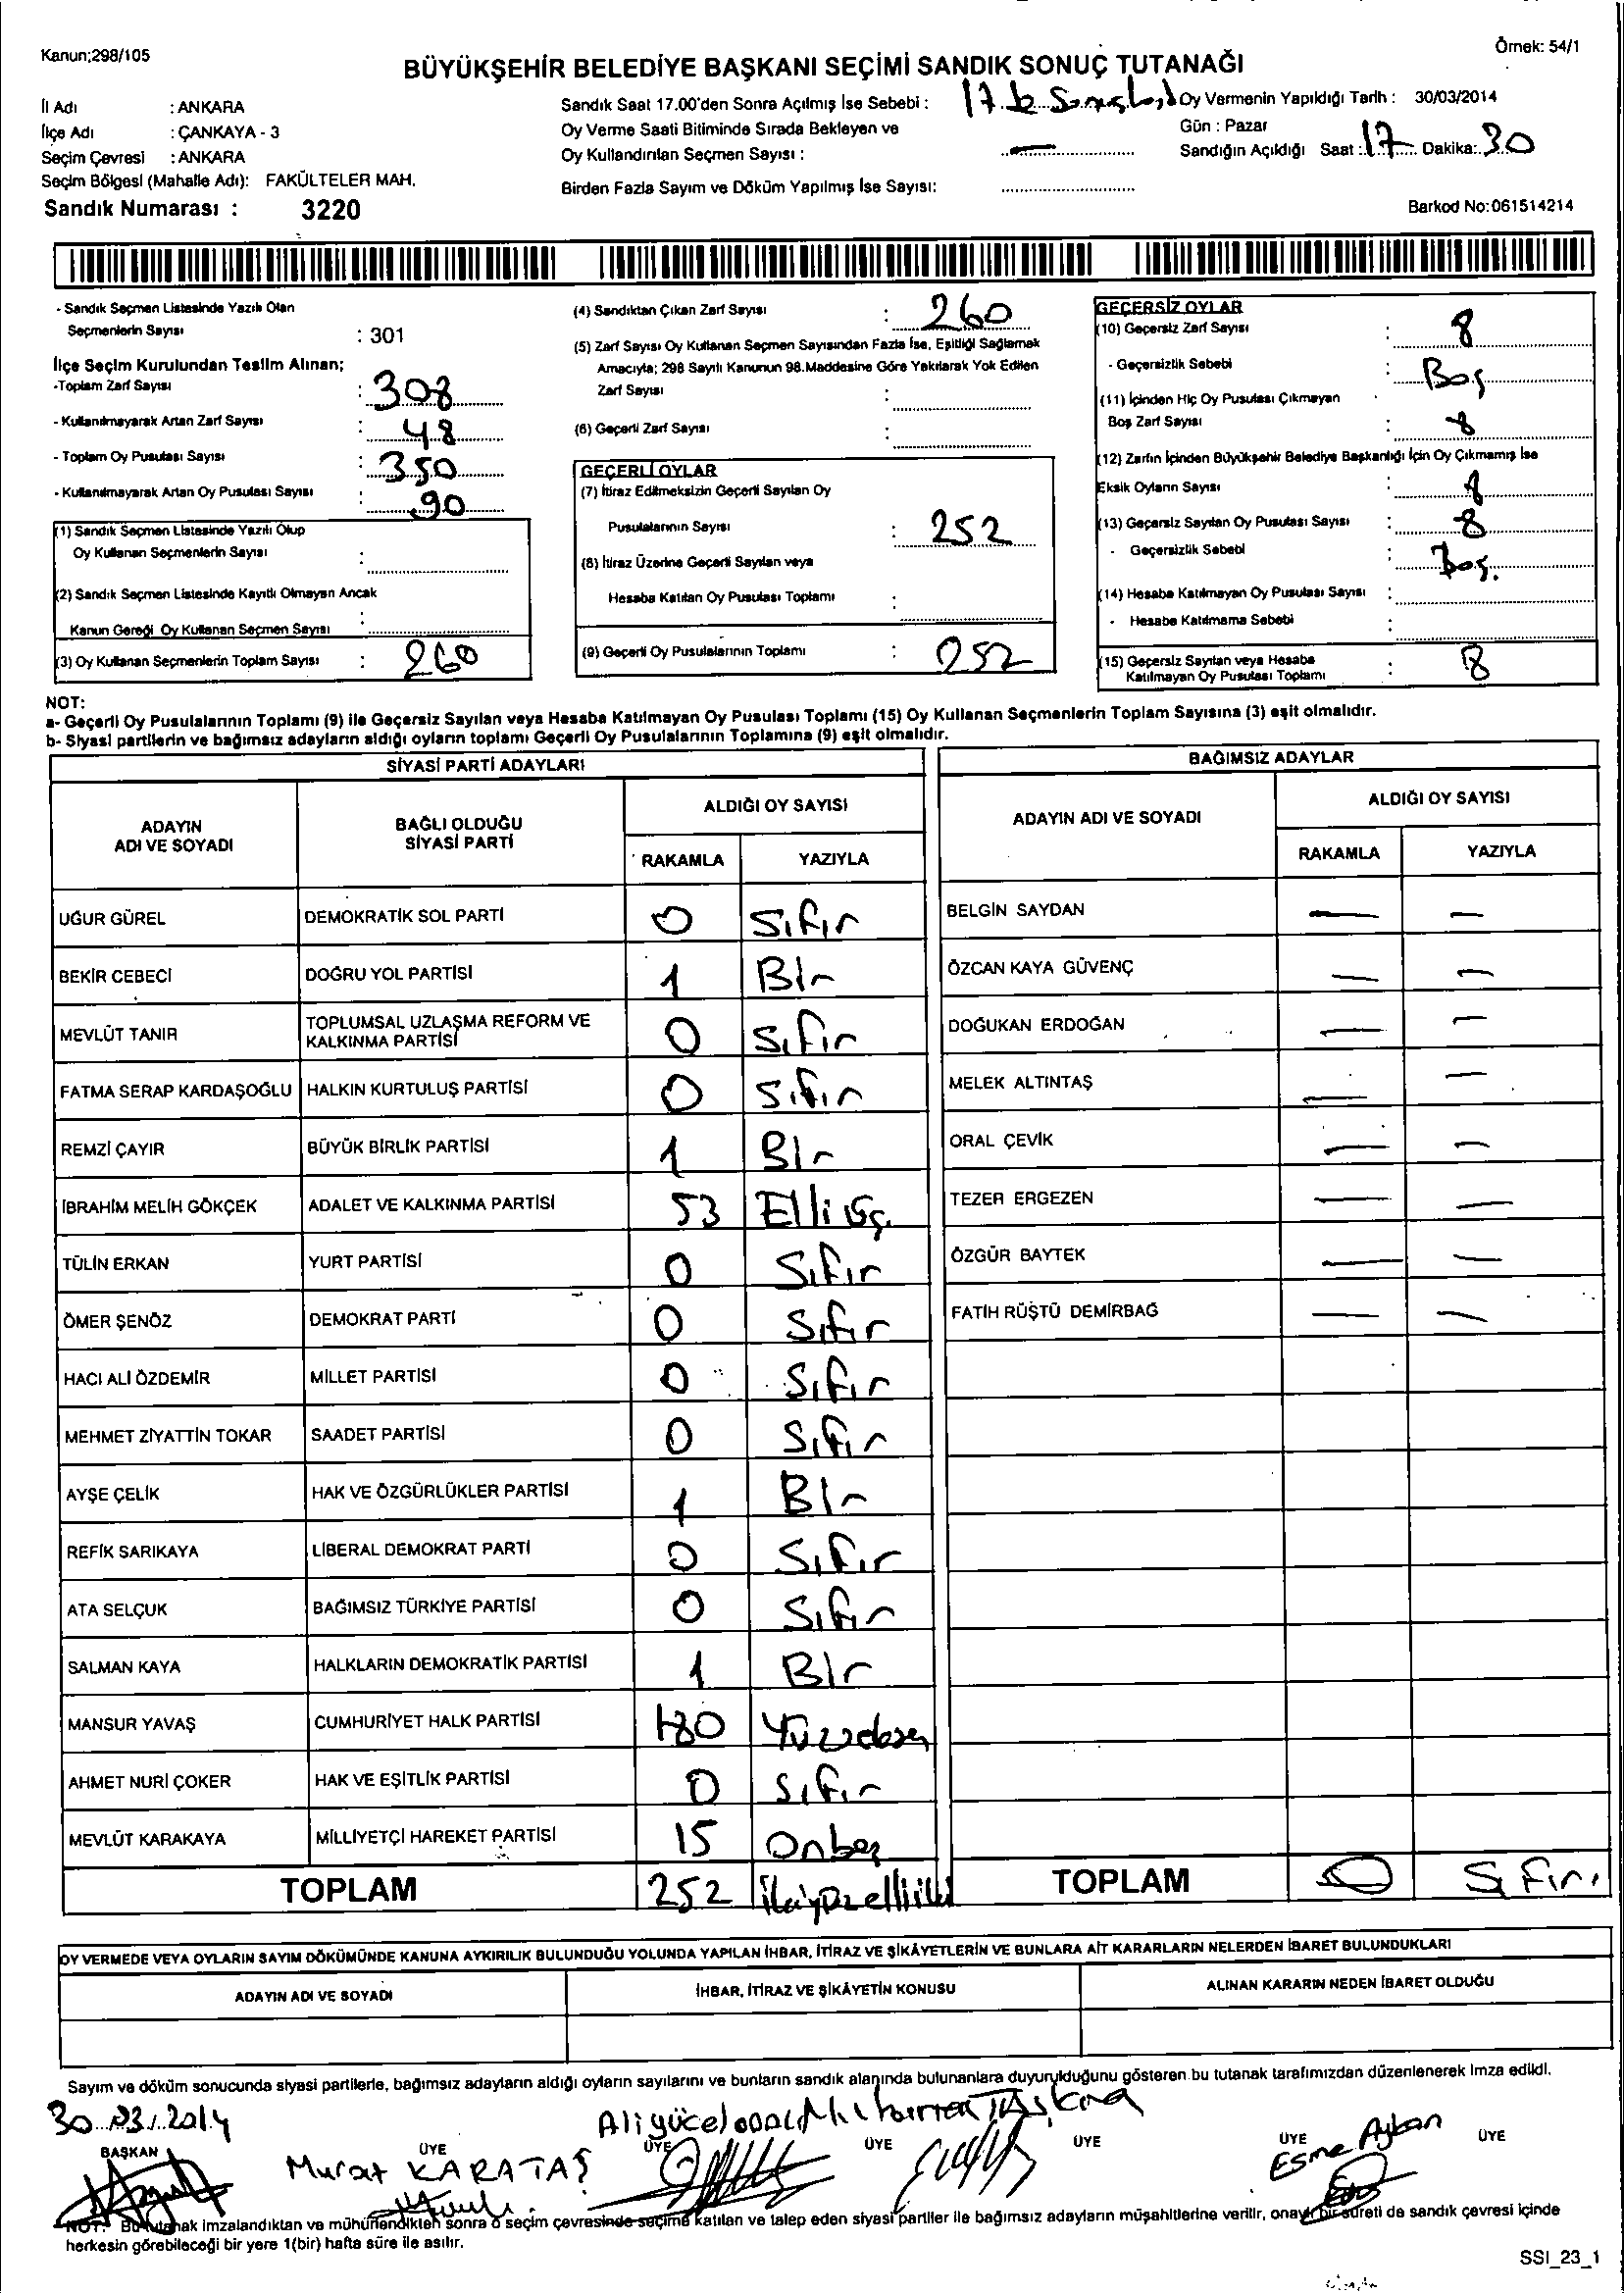 Kanun;298/105
Örnek: 54/1
BÜYÜKŞEHİR BELEDİYE BAŞKANI SEÇİMİ SANDIK SONUÇ TUTANAĞI
İl Adı : ANKARA
İlçe Adı : ÇANKAYA - 3
Seçim Çevresi : ANKARA
Seçim Bölgesi (Mahalle Adı): FAKÜLTELER MAH.
Sandık Numarası : 3220
Sandık Saat 17.00'den Sonra Açılmış İse Sebebi :
Oy Verme Saati Bitiminde Sırada Bekleyen ve
Oy Kullandırılan Seçmen Sayısı : —
Birden Fazla Sayım ve Döküm Yapılmış İse Sayısı:
Oy Vermenin Yapıldığı Tarih : 30/03/2014
Gün : Pazar
Sandığın Açıldığı Saat : 17 Dakika: 30
Barkod No:061514214
- Sandık Seçmen Listesinde Yazılı Olan
Seçmenlerin Sayısı : 301
İlçe Seçim Kurulundan Teslim Alınan;
-Toplam Zarf Sayısı : 308
- Kullanılmayarak Artan Zarf Sayısı : 48
- Toplam Oy Pusulası Sayısı : 350
- Kullanılmayarak Artan Oy Pusulası Sayısı : 90
(1) Sandık Seçmen Listesinde Yazılı Olup
Oy Kullanan Seçmenlerin Sayısı :
(2) Sandık Seçmen Listesinde Kayıtlı Olmayan Ancak
Kanun Gereği Oy Kullanan Seçmen Sayısı :
(3) Oy Kullanan Seçmenlerin Toplam Sayısı : 260
(4) Sandıktan Çıkan Zarf Sayısı : 260
(5) Zarf Sayısı Oy Kullanan Seçmen Sayısından Fazla İse, Eşitliği Sağlamak
Amacıyla; 298 Sayılı Kanunun 98.Maddesine Göre Yakılarak Yok Edilen
Zarf Sayısı :
(6) Geçerli Zarf Sayısı :
GEÇERLİ OYLAR
(7) İtiraz Edilmeksizin Geçerli Sayılan Oy
Pusulalarının Sayısı : 252
(8) İtiraz Üzerine Geçerli Sayılan veya
Hesaba Katılan Oy Pusulası Toplamı :
(9) Geçerli Oy Pusulalarının Toplamı : 252
GEÇERSİZ OYLAR
(10) Geçersiz Zarf Sayısı : 8
- Geçersizlik Sebebi : Boş
(11) İçinden Hiç Oy Pusulası Çıkmayan
Boş Zarf Sayısı : 8
(12) Zarfın İçinden Büyükşehir Belediye Başkanlığı İçin Oy Çıkmamış İse
Eksik Oyların Sayısı : 8
(13) Geçersiz Sayılan Oy Pusulası Sayısı : 8
- Geçersizlik Sebebi : Boş.
(14) Hesaba Katılmayan Oy Pusulası Sayısı :
- Hesaba Katılmama Sebebi :
(15) Geçersiz Sayılan veya Hesaba
Katılmayan Oy Pusulası Toplamı : 8
NOT:
a- Geçerli Oy Pusulalarının Toplamı (9) ile Geçersiz Sayılan veya Hesaba Katılmayan Oy Pusulası Toplamı (15) Oy Kullanan Seçmenlerin Toplam Sayısına (3) eşit olmalıdır.
b- Siyasi partilerin ve bağımsız adayların aldığı oyların toplamı Geçerli Oy Pusulalarının Toplamına (9) eşit olmalıdır.
SİYASİ PARTİ ADAYLARI
ADAYIN ADI VE SOYADI
BAĞLI OLDUĞU SİYASİ PARTİ
ALDIĞI OY SAYISI
RAKAMLA YAZIYLA
UĞUR GÜREL DEMOKRATİK SOL PARTİ 0 Sıfır
BEKİR CEBECİ DOĞRU YOL PARTİSİ 1 Bir
MEVLÜT TANIR TOPLUMSAL UZLAŞMA REFORM VE KALKINMA PARTİSİ 0 Sıfır
FATMA SERAP KARDAŞOĞLU HALKIN KURTULUŞ PARTİSİ 0 Sıfır
REMZİ ÇAYIR BÜYÜK BİRLİK PARTİSİ 1 Bir
İBRAHİM MELİH GÖKÇEK ADALET VE KALKINMA PARTİSİ 53 Elli üç
TÜLİN ERKAN YURT PARTİSİ 0 Sıfır
ÖMER ŞENÖZ DEMOKRAT PARTİ 0 Sıfır
HACI ALİ ÖZDEMİR MİLLET PARTİSİ 0 Sıfır
MEHMET ZİYATTİN TOKAR SAADET PARTİSİ 0 Sıfır
AYŞE ÇELİK HAK VE ÖZGÜRLÜKLER PARTİSİ 1 Bir
REFİK SARIKAYA LİBERAL DEMOKRAT PARTİ 0 Sıfır
ATA SELÇUK BAĞIMSIZ TÜRKİYE PARTİSİ 0 Sıfır
SALMAN KAYA HALKLARIN DEMOKRATİK PARTİSİ 1 Bir
MANSUR YAVAŞ CUMHURİYET HALK PARTİSİ 180
AHMET NURİ ÇOKER HAK VE EŞİTLİK PARTİSİ 0 Sıfır
MEVLÜT KARAKAYA MİLLİYETÇİ HAREKET PARTİSİ 15 Onbeş
TOPLAM 252 ikiyüzelliiki
BAĞIMSIZ ADAYLAR
ADAYIN ADI VE SOYADI
ALDIĞI OY SAYISI
RAKAMLA YAZIYLA
BELGİN SAYDAN — —
ÖZCAN KAYA GÜVENÇ — —
DOĞUKAN ERDOĞAN — —
MELEK ALTINTAŞ — —
ORAL ÇEVİK — —
TEZER ERGEZEN — —
ÖZGÜR BAYTEK — —
FATİH RÜŞTÜ DEMİRBAĞ — —
TOPLAM 0 Sıfır
OY VERMEDE VEYA OYLARIN SAYIM DÖKÜMÜNDE KANUNA AYKIRILIK BULUNDUĞU YOLUNDA YAPILAN İHBAR, İTİRAZ VE ŞİKÂYETLERİN VE BUNLARA AİT KARARLARIN NELERDEN İBARET BULUNDUKLARI
ADAYIN ADI VE SOYADI
İHBAR, İTİRAZ VE ŞİKÂYETİN KONUSU
ALINAN KARARIN NEDEN İBARET OLDUĞU
Sayım ve döküm sonucunda siyasi partilerle, bağımsız adayların aldığı oyların sayılarını ve bunların sandık alanında bulunanlara duyurulduğunu gösteren bu tutanak tarafımızdan düzenlenerek imza edildi.
30.03.2014
BAŞKAN ÜYE ÜYE ÜYE ÜYE ÜYE ÜYE
Murat KARATAŞ
Esme Aykan
NOT: Bu tutanak imzalandıktan ve mühürlendikten sonra o seçim çevresinde seçime katılan ve talep eden siyasi partiler ile bağımsız adayların müşahitlerine verilir, onaylı bir sureti de sandık çevresi içinde
herkesin görebileceği bir yere 1(bir) hafta süre ile asılır.
SSI_23_1